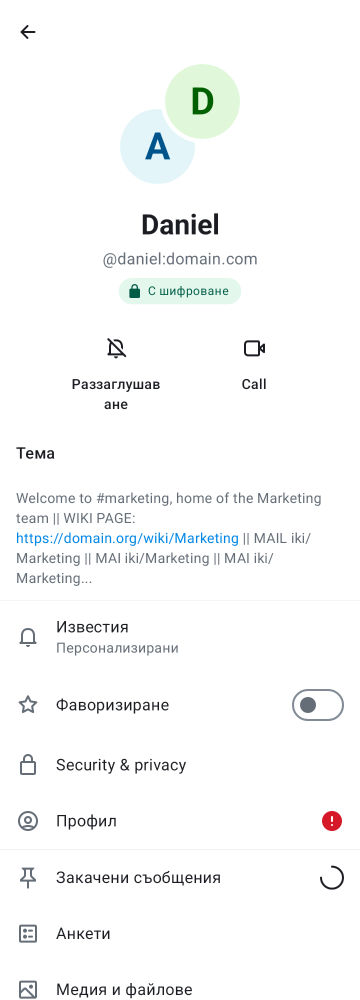 D
A
Daniel
@daniel:domain.com
С шифроване
Раззаглушав
ане
Call
Тема
Welcome to #marketing, home of the Marketing
team || WIKI PAGE:
https://domain.org/wiki/Marketing || MAIL iki/
Marketing || MAI iki/Marketing || MAI iki/
Marketing...
Известия
Персонализирани
Фаворизиране
Security & privacy
Профил
Закачени съобщения
Анкети
Медия и файлове